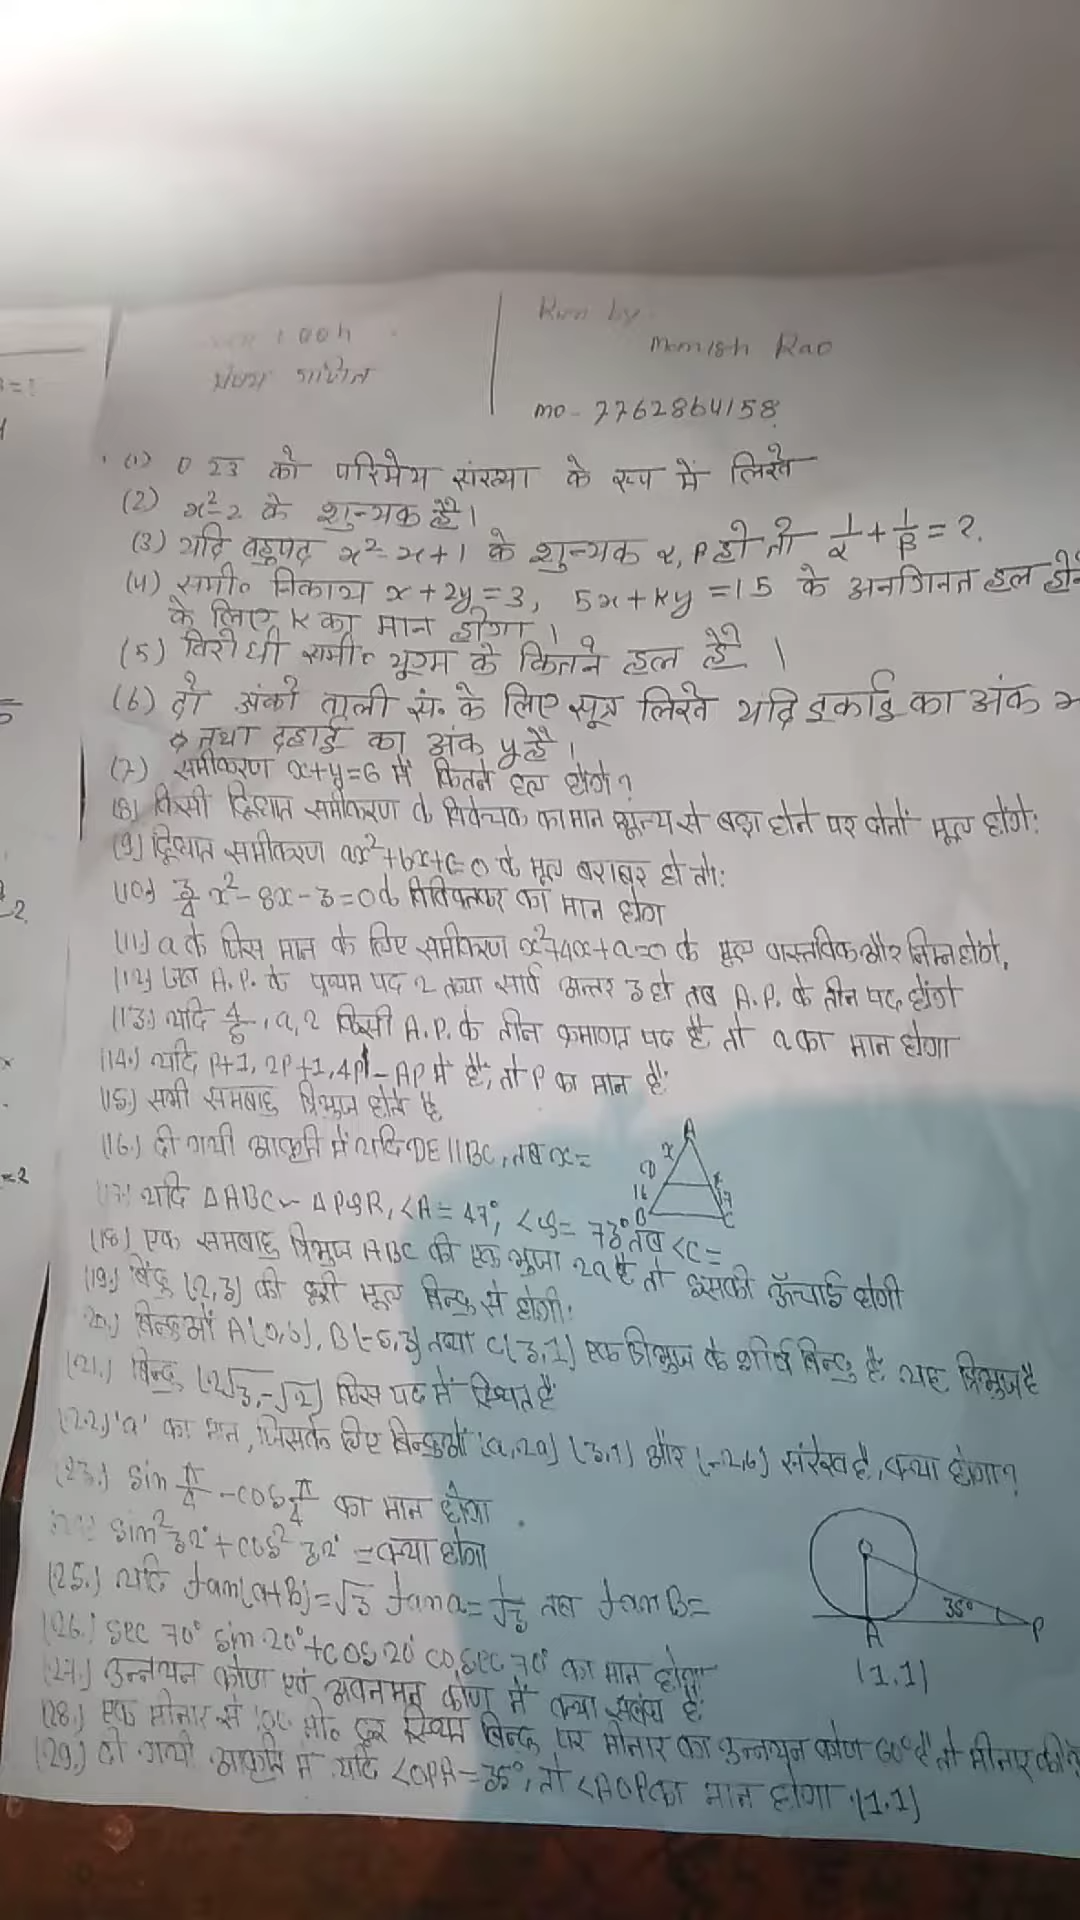 Run by
Momish Rao
गणित
mo- 7762864158
(1) 0 23 को परिमेय संख्या के रूप में लिखे
(2) x²-2 के शुन्यक है।
(3) यदि बहुपद x²-x+1 के शुन्यक α, β हो तो 1/α + 1/β = ?
(4) समी० निकाय x+2y=3, 5x+ky=15 के अनगिनत हल
के लिए k का मान होगा।
(5) विरोधी समी० युग्म के कितने हल है।
(6) दो अंको वाली सं. के लिए सूत्र लिखे यदि इकाई का अंक
तथा दहाई का अंक y है।
(7) समीकरण x+y=6 में कितने हल होंगे?
(8) किसी द्विघात समीकरण के विवेचक का मान शून्य से बड़ा होने पर दोनों मूल होंगे:
(9) द्विघात समीकरण ax²+bx+c=0 के मूल बराबर हो तो:
(10.) 3/4 x²-8x-3=0 के विविक्तकर का मान होगा
(11) a के किस मान के लिए समीकरण x²+4x+a=0 के मूल वास्तविक और भिन्न होंगे,
(12) जब A.P. के प्रथम पद 2 तथा सार्व अन्तर 3 हो तब A.P. के तीन पद होंगे
(13.) यदि 4/5, a, 2 किसी A.P. के तीन क्रमागत पद है तो a का मान होगा
(14.) यदि P+1, 2P+1, 4P-1 AP में है, तो P का मान है:
(15.) सभी समबाहु त्रिभुज होते है
(16.) दी गयी आकृति में यदि DE||BC, तब x=
A
x
D
E
16
B
C
(17.) यदि ΔABC~ΔPQR, <A=47°, <Q=73° तब <C=
(18.) एक समबाहु त्रिभुज ABC की एक भुजा 2a है तो इसकी ऊँचाई होगी
(19.) बिंदु (2,3) की दूरी मूल बिन्दु से होगी:
20.) बिन्दुओं A(0,6), B(-5,3) तथा C(3,1) एक त्रिभुज के शीर्ष बिन्दु है यह त्रिभुज है
(21.) बिन्दु (2√3,-√2) किस पद में स्थित है
(22.) 'a' का मान, जिसके लिए बिन्दुओं (a,2a) (3,1) और (-2,6) संरेख है, क्या होगा?
(23.) sin π/4 - cos π/4 का मान होगा
sin²32° + cos²32° = क्या होगा
(25.) यदि tan(a+B)=√3 tan a=1/√3 तब tan B=
(26.) sec 70° sin 20° + cos 20° cosec 70° का मान होगा
(27.) उन्नयन कोण एवं अवनमन कोण में क्या संबंध है
35°
A
P
(1.1)
(28.) एक मीनार से मी० दूर स्थित बिन्दु पर मीनार का उन्नयन कोण 60° है तो मीनार की
(29.) दी गयी आकृति में यदि <OPA=35°, तो <AOP का मान होगा (1.1)